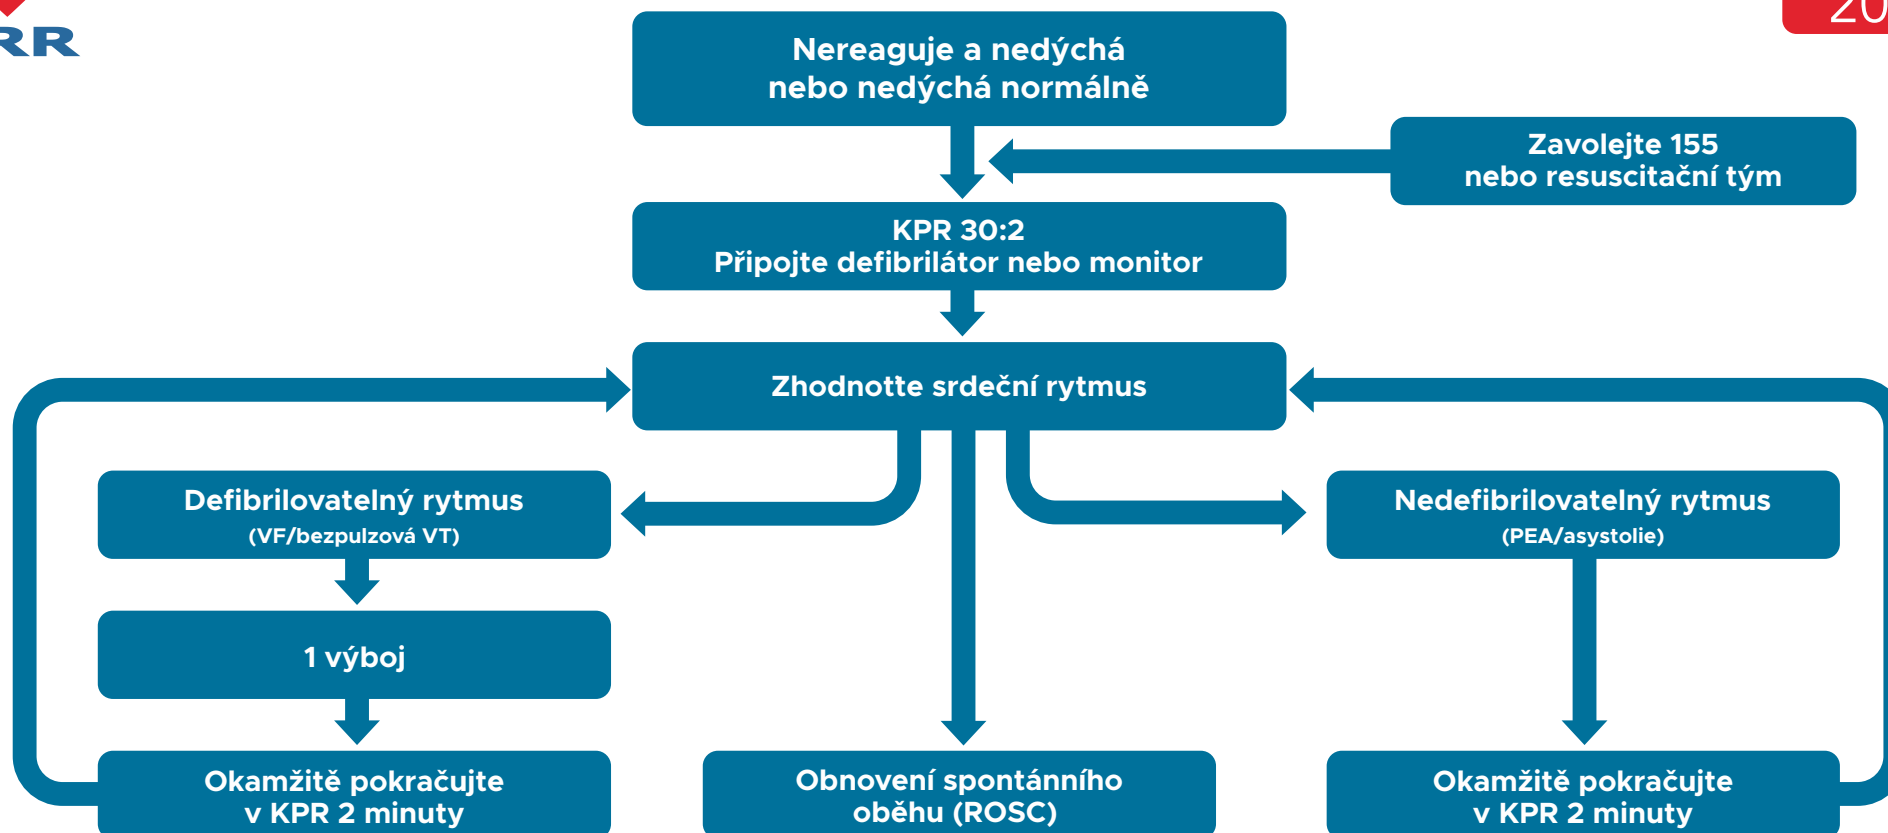 RR
20
Nereaguje a nedýchá
nebo nedýchá normálně
Zavolejte 155
nebo resuscitační tým
KPR 30:2
Připojte defibrilátor nebo monitor
Zhodnoťte srdeční rytmus
Defibrilovatelný rytmus
(VF/bezpulzová VT)
Nedefibrilovatelný rytmus
(PEA/asystolie)
1 výboj
Okamžitě pokračujte
v KPR 2 minuty
Obnovení spontánního
oběhu (ROSC)
Okamžitě pokračujte
v KPR 2 minuty